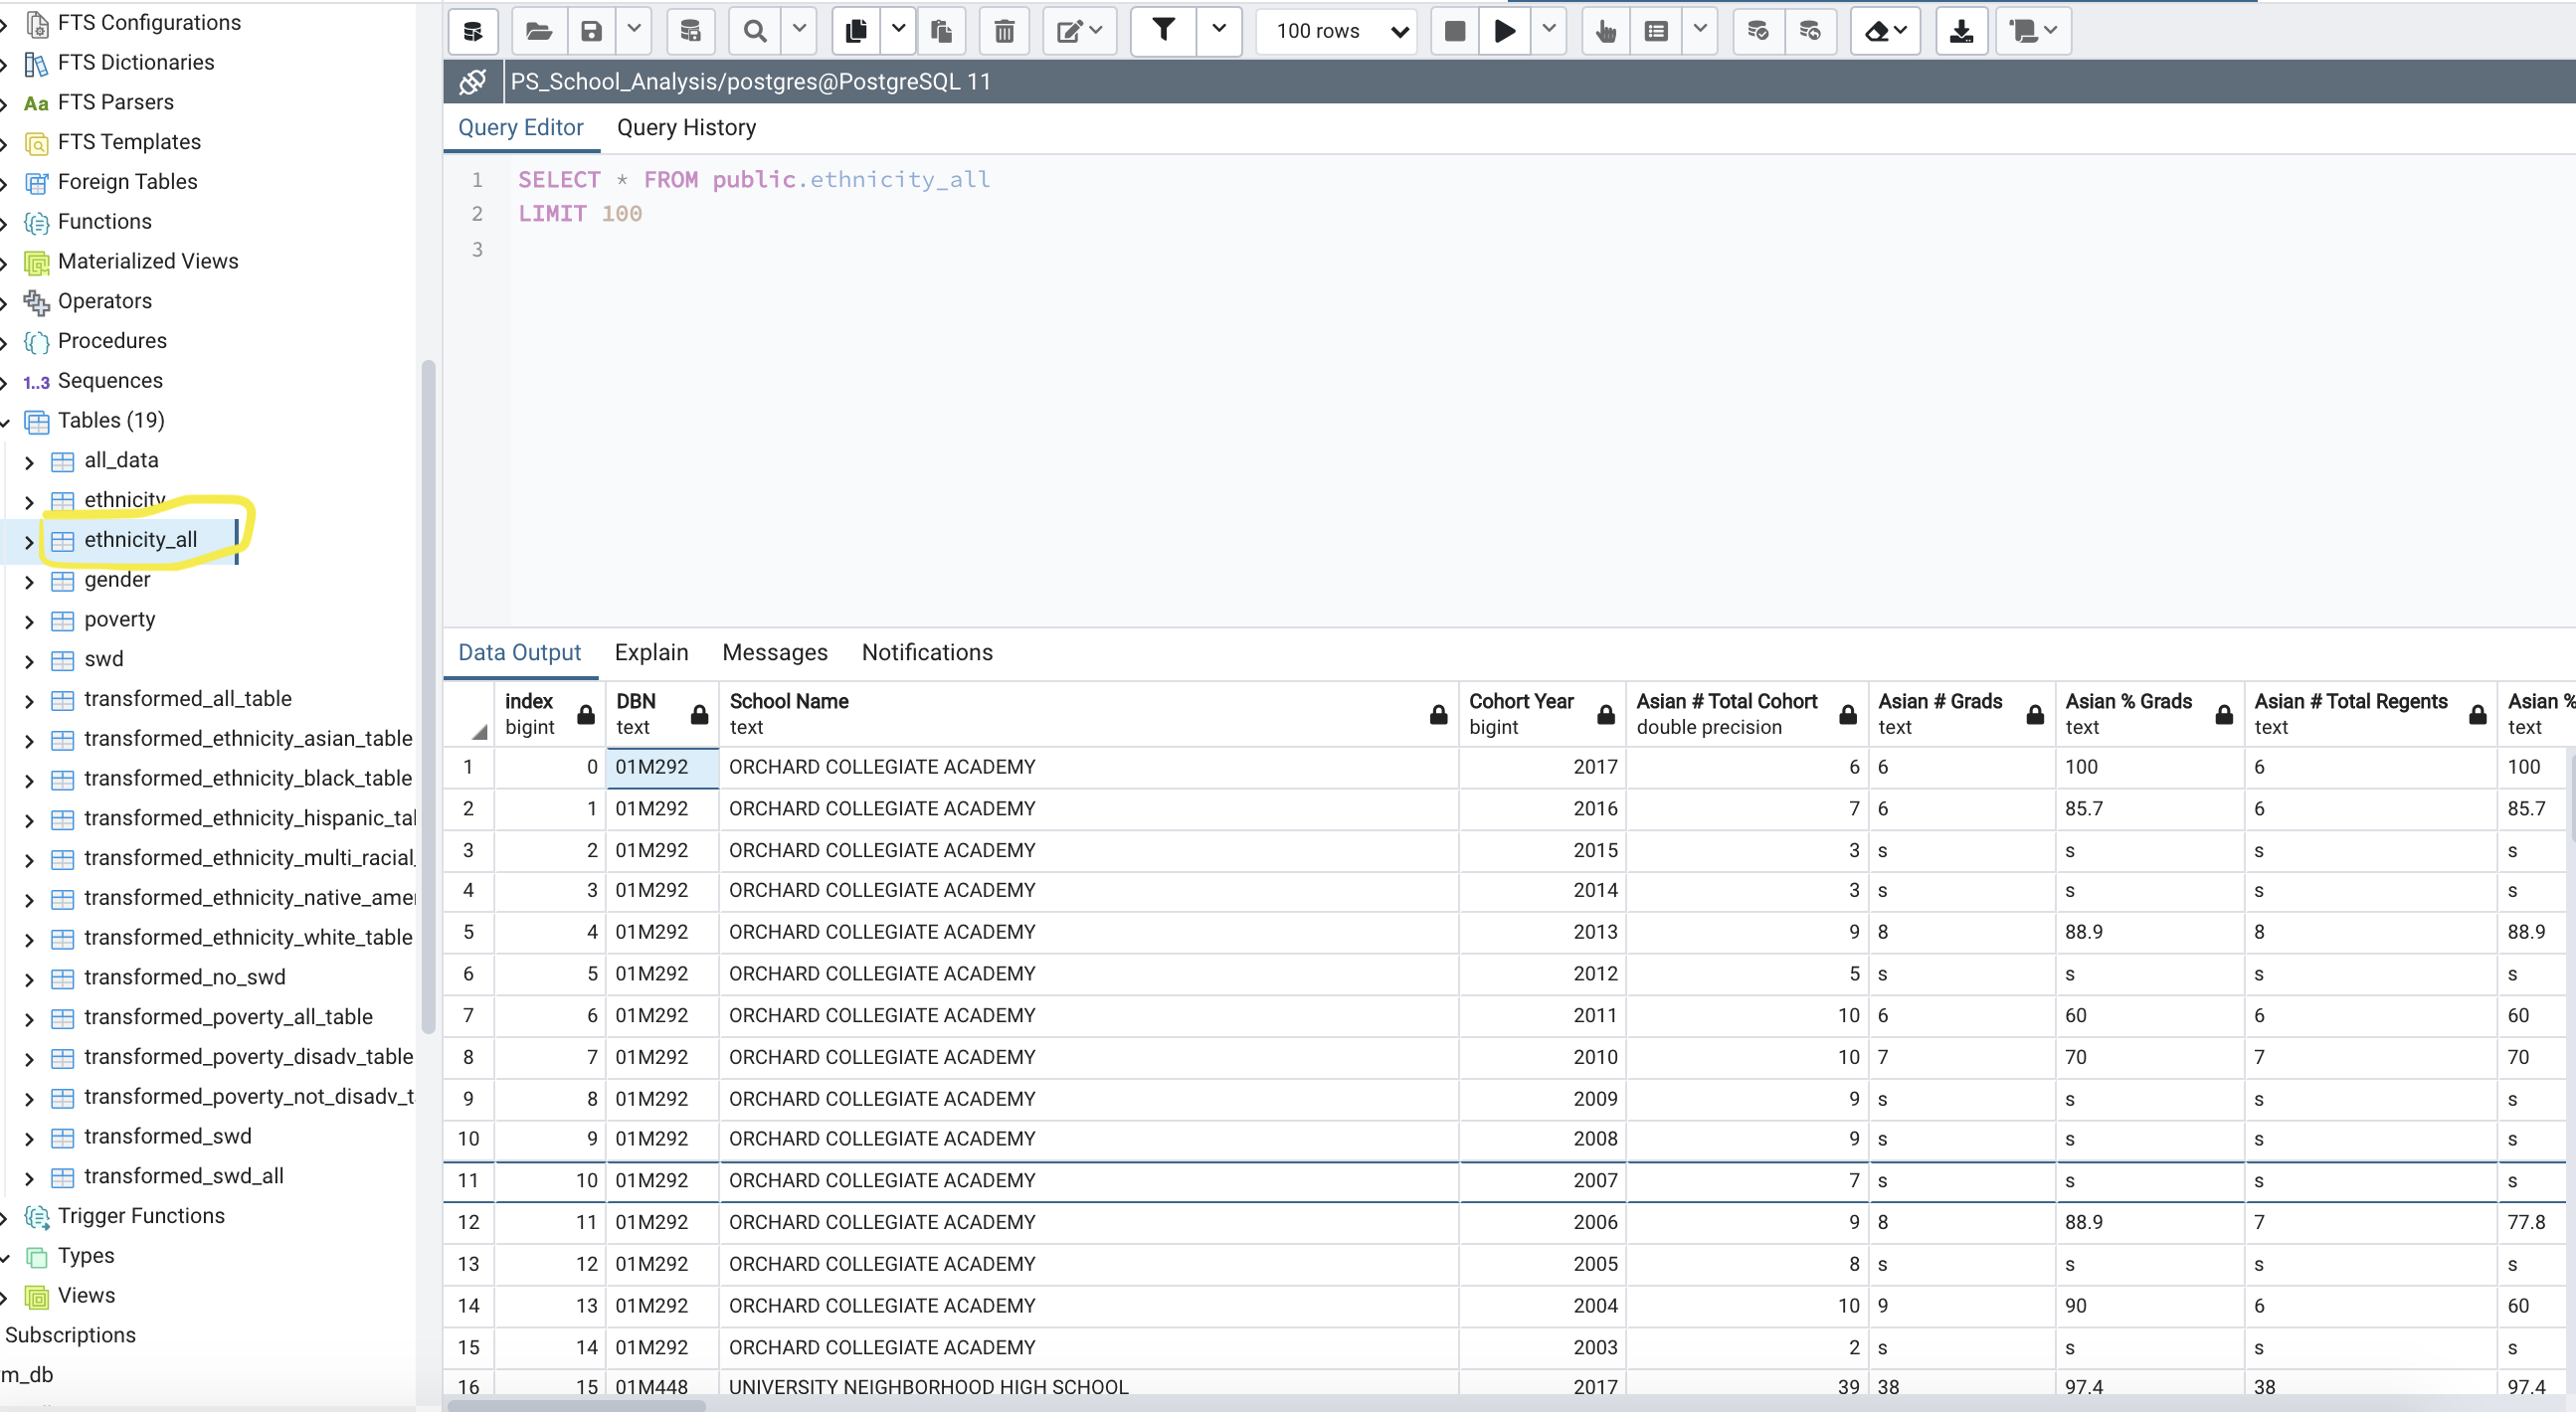 FTS Configurations
FTS Dictionaries
Aa FTS Parsers
FTS Templates
Foreign Tables
Functions
Materialized Views
Operators
Procedures
1..3 Sequences
Tables (19)
all_data
ethnicity
ethnicity_all
gender
poverty
swd
transformed_all_table
transformed_ethnicity_asian_table
transformed_ethnicity_black_table
transformed_ethnicity_hispanic_tal
transformed_ethnicity_multi_racial_
transformed_ethnicity_native_amer
transformed_ethnicity_white_table
transformed_no_swd
transformed_poverty_all_table
transformed_poverty_disadv_table
transformed_poverty_not_disadv_t
transformed_swd
transformed_swd_all
Trigger Functions
Types
Views
Subscriptions
m_db
100 rows
PS_School_Analysis/postgres@PostgreSQL 11
Query Editor Query History
1 SELECT * FROM public.ethnicity_all
2 LIMIT 100
3
Data Output Explain Messages Notifications
index DBN School Name Cohort Year Asian # Total Cohort Asian # Grads Asian % Grads Asian # Total Regents Asian %
bigint text text bigint double precision text text text text
1 0 01M292 ORCHARD COLLEGIATE ACADEMY 2017 6 6 100 6 100
2 1 01M292 ORCHARD COLLEGIATE ACADEMY 2016 7 6 85.7 6 85.7
3 2 01M292 ORCHARD COLLEGIATE ACADEMY 2015 3 s s s s
4 3 01M292 ORCHARD COLLEGIATE ACADEMY 2014 3 s s s s
5 4 01M292 ORCHARD COLLEGIATE ACADEMY 2013 9 8 88.9 8 88.9
6 5 01M292 ORCHARD COLLEGIATE ACADEMY 2012 5 s s s s
7 6 01M292 ORCHARD COLLEGIATE ACADEMY 2011 10 6 60 6 60
8 7 01M292 ORCHARD COLLEGIATE ACADEMY 2010 10 7 70 7 70
9 8 01M292 ORCHARD COLLEGIATE ACADEMY 2009 9 s s s s
10 9 01M292 ORCHARD COLLEGIATE ACADEMY 2008 9 s s s s
11 10 01M292 ORCHARD COLLEGIATE ACADEMY 2007 7 s s s s
12 11 01M292 ORCHARD COLLEGIATE ACADEMY 2006 9 8 88.9 7 77.8
13 12 01M292 ORCHARD COLLEGIATE ACADEMY 2005 8 s s s s
14 13 01M292 ORCHARD COLLEGIATE ACADEMY 2004 10 9 90 6 60
15 14 01M292 ORCHARD COLLEGIATE ACADEMY 2003 2 s s s s
16 15 01M448 UNIVERSITY NEIGHBORHOOD HIGH SCHOOL 2017 39 38 97.4 38 97.4